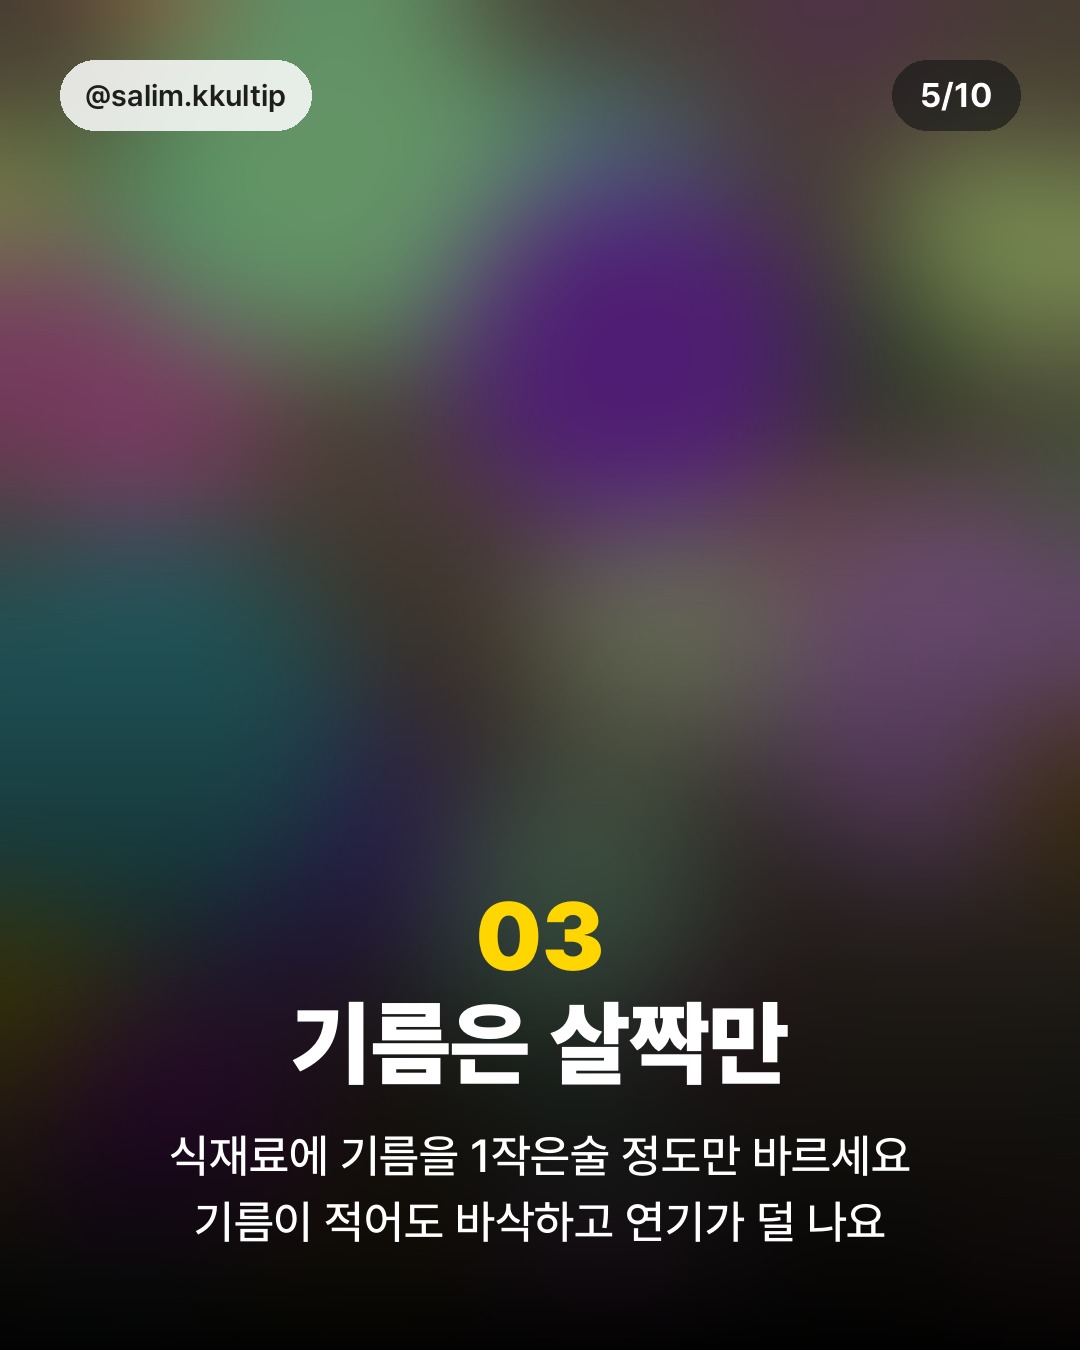 @salim.kkultip
5/10
03
기름은 살짝만
식재료에 기름을 1작은술 정도만 바르세요
기름이 적어도 바삭하고 연기가 덜 나요